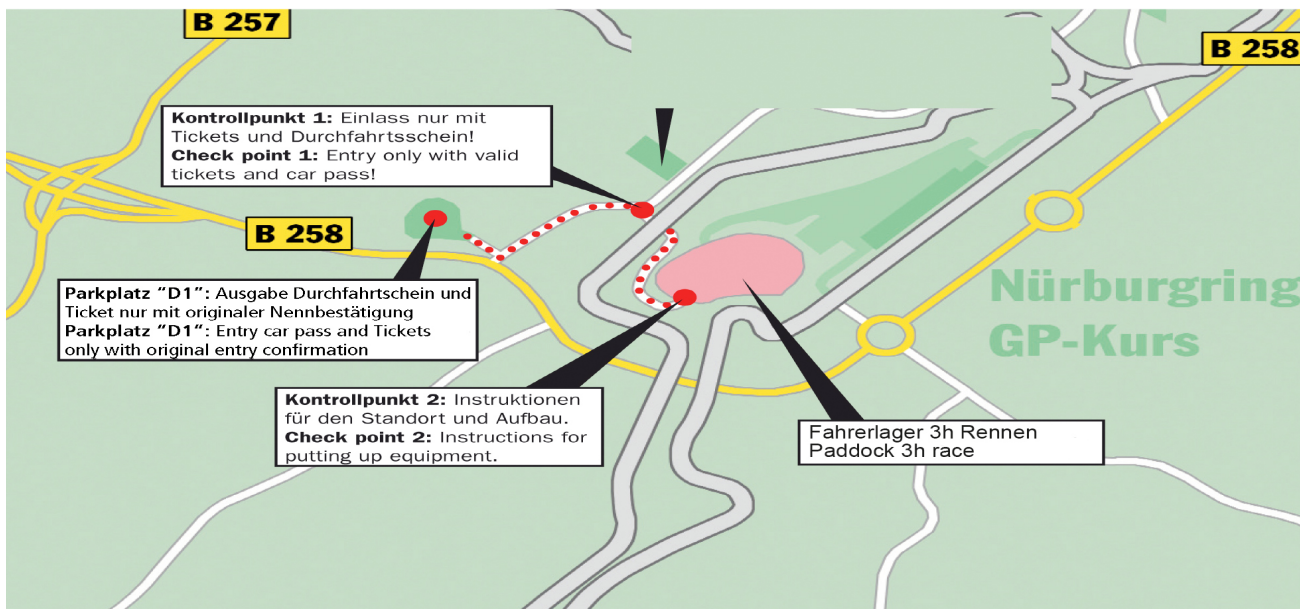 B 257
B 258
Kontrollpunkt 1: Einlass nur mit
Tickets und Durchfahrtsschein!
Check point 1: Entry only with valid
tickets and car pass!
B 258
Parkplatz “D1”: Ausgabe Durchfahrtschein und
Ticket nur mit originaler Nennbestätigung
Parkplatz “D1”: Entry car pass and Tickets
only with original entry confirmation
Nürburgring
GP-Kurs
Kontrollpunkt 2: Instruktionen
für den Standort und Aufbau.
Check point 2: Instructions for
putting up equipment.
Fahrerlager 3h Rennen
Paddock 3h race